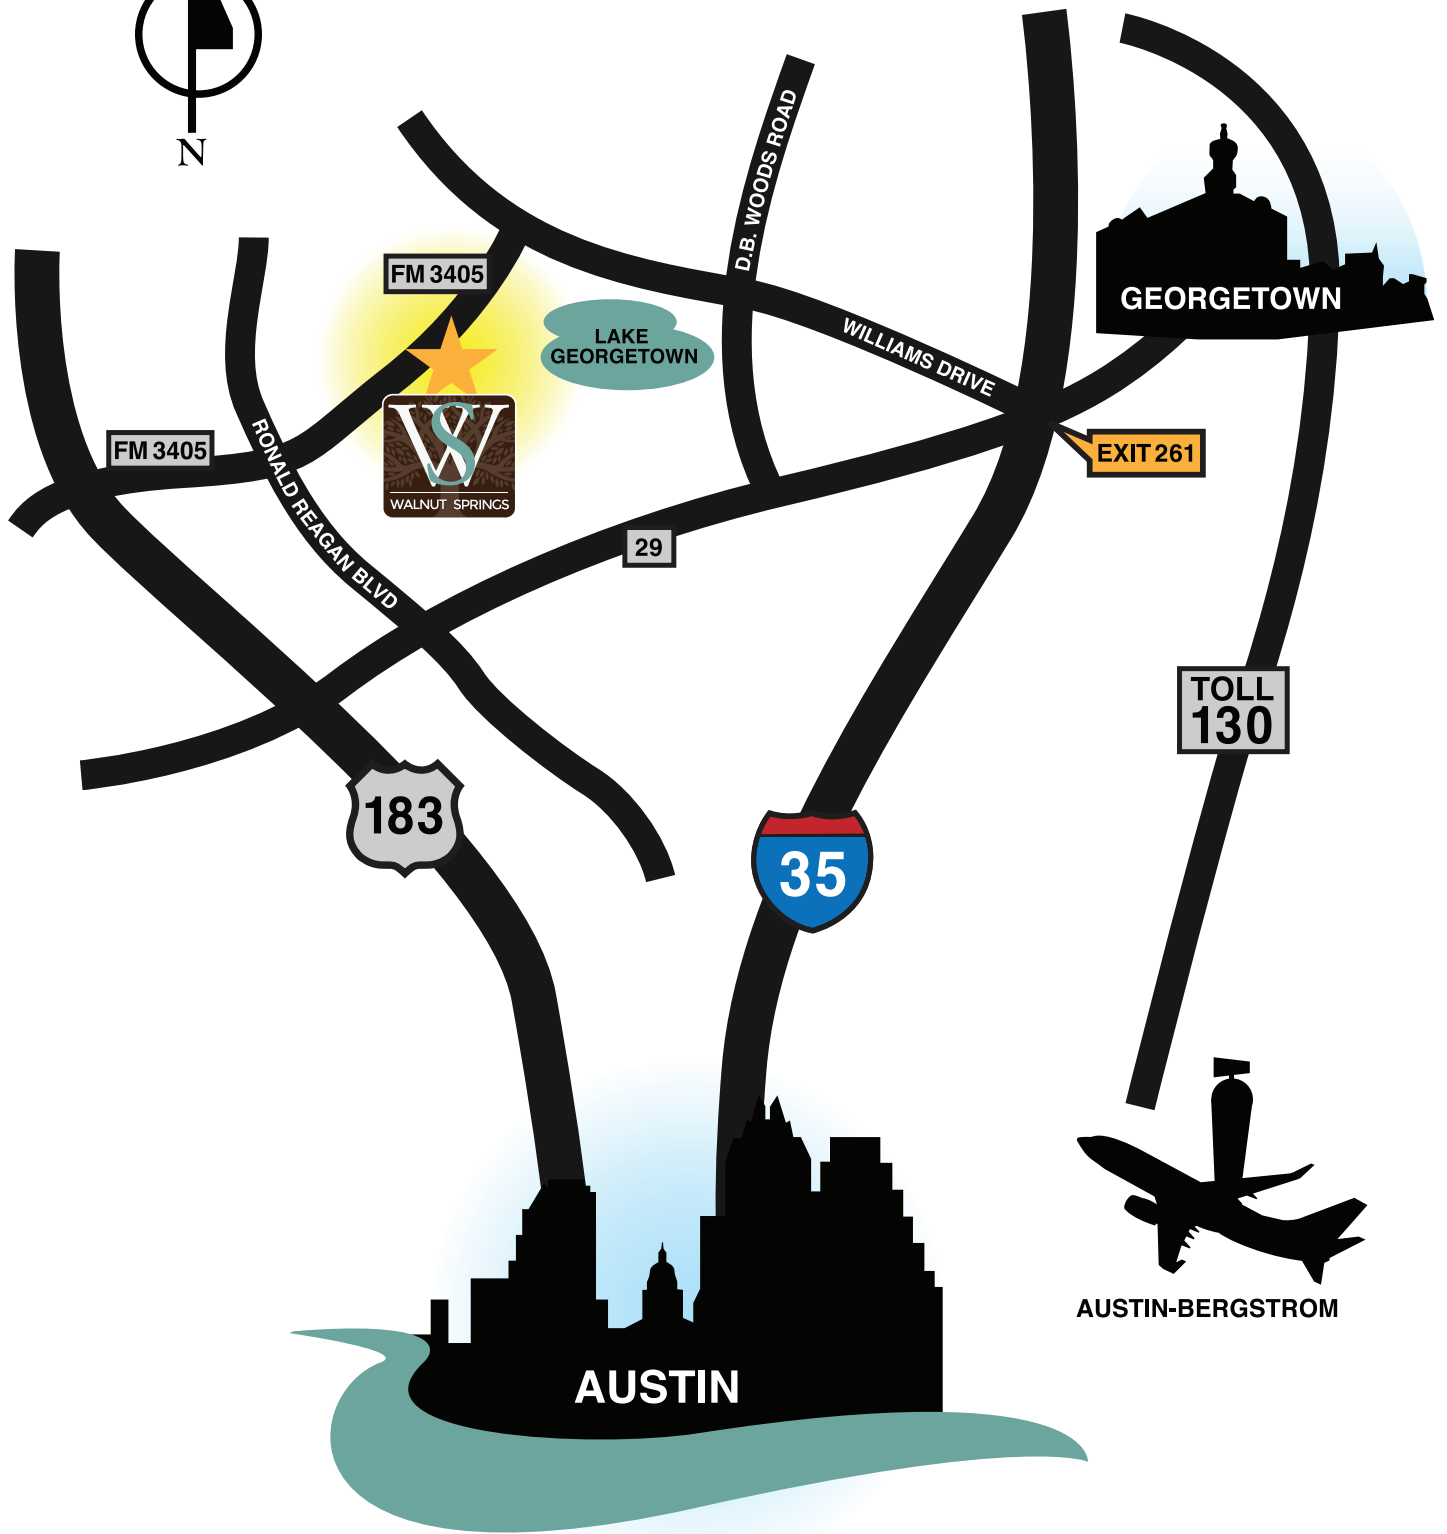 N
D.B. WOODS ROAD
FM 3405
GEORGETOWN
LAKE
GEORGETOWN
WILLIAMS DRIVE
FM 3405
RONALD REAGAN BLVD
WS
WALNUT SPRINGS
EXIT 261
29
TOLL
130
183
35
AUSTIN-BERGSTROM
AUSTIN